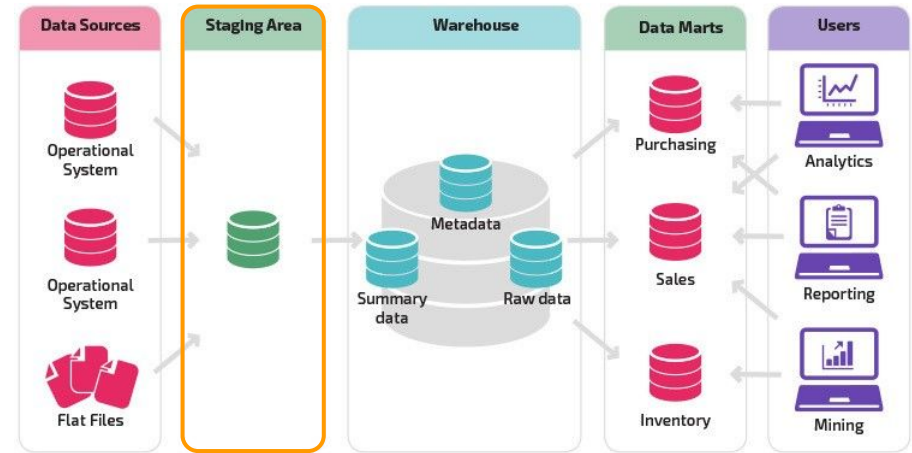 Data Sources
Staging Area
Warehouse
Data Marts
Users
Operational
System
Operational
System
Flat Files
Metadata
Summary
data
Raw data
Purchasing
Sales
Inventory
Analytics
Reporting
Mining